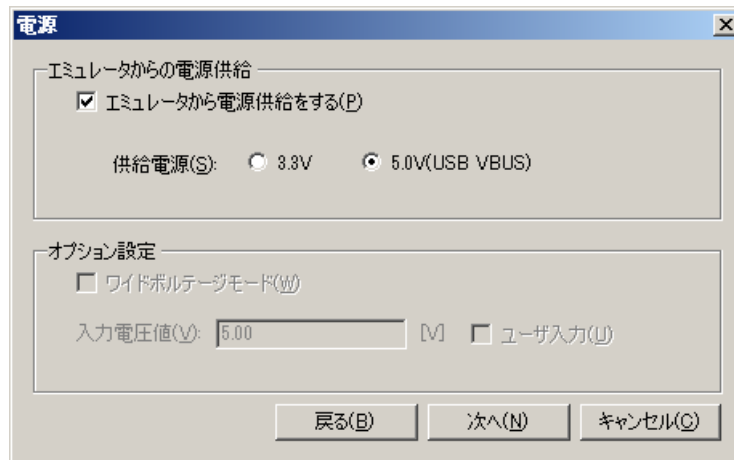 電源
エミュレータからの電源供給
エミュレータから電源供給をする(P)
供給電源(S): 3.3V 5.0V(USB VBUS)
オプション設定
ワイドボルテージモード(W)
入力電圧値(V): 5.00 [V] ユーザ入力(U)
戻る(B) 次へ(N) キャンセル(C)